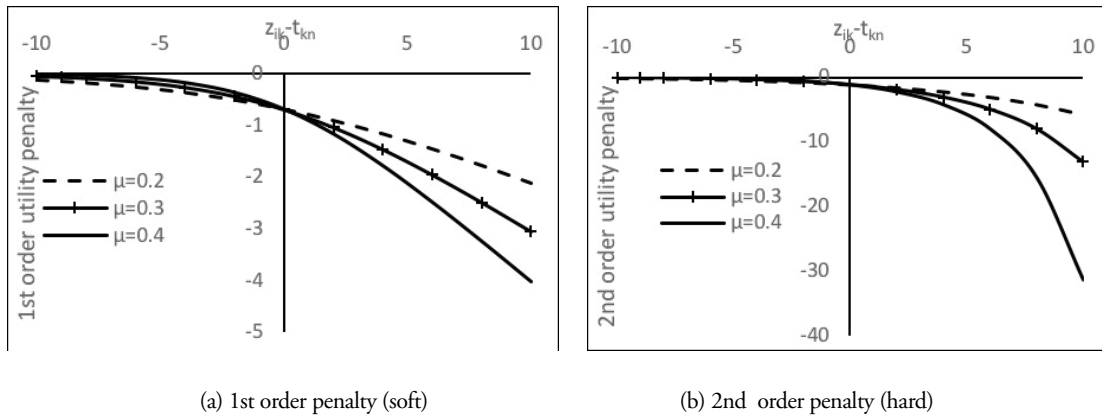 z_ik-t_kn
-10 -5 0 5 10
0
-1
-2
-3
-4
-5
1st order utility penalty
μ=0.2
μ=0.3
μ=0.4
z_ik-t_kn
-10 -5 0 5 10
0
-10
-20
-30
-40
2nd order utility penalty
μ=0.2
μ=0.3
μ=0.4
(a) 1st order penalty (soft)
(b) 2nd order penalty (hard)